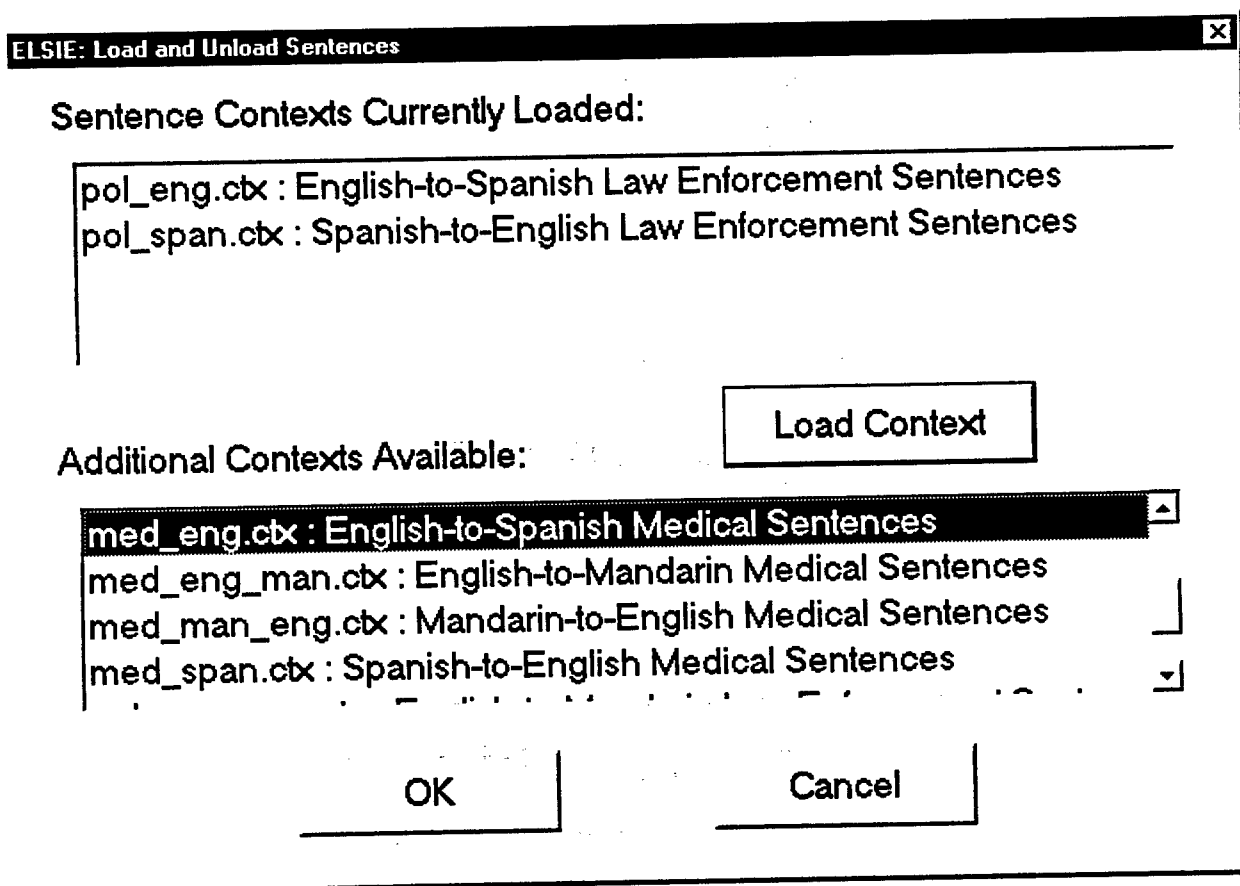 ELSIE: Load and Unload Sentences
Sentence Contexts Currently Loaded:
pol_eng.ctx : English-to-Spanish Law Enforcement Sentences
pol_span.ctx : Spanish-to-English Law Enforcement Sentences
Load Context
Additional Contexts Available:
med_eng.ctx : English-to-Spanish Medical Sentences
med_eng_man.ctx : English-to-Mandarin Medical Sentences
med_man_eng.ctx : Mandarin-to-English Medical Sentences
med_span.ctx : Spanish-to-English Medical Sentences
OK
Cancel